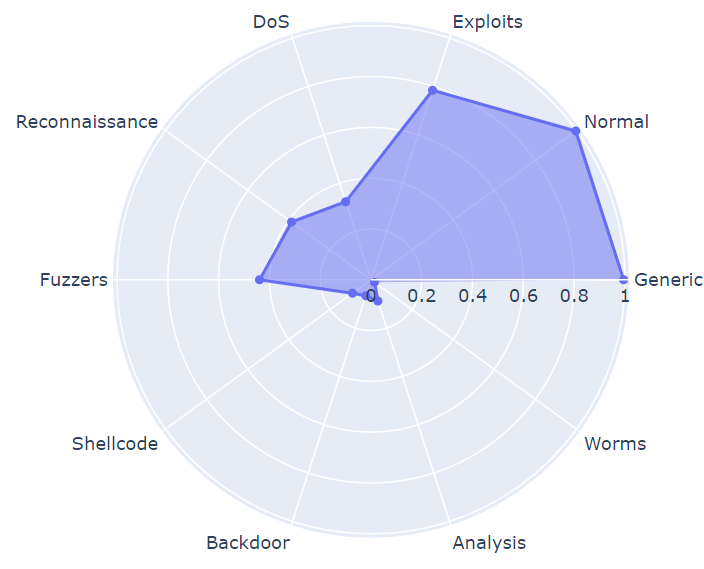 DoS
Exploits
Reconnaissance
Normal
Fuzzers
Generic
0 0.2 0.4 0.6 0.8 1
Shellcode
Worms
Backdoor
Analysis